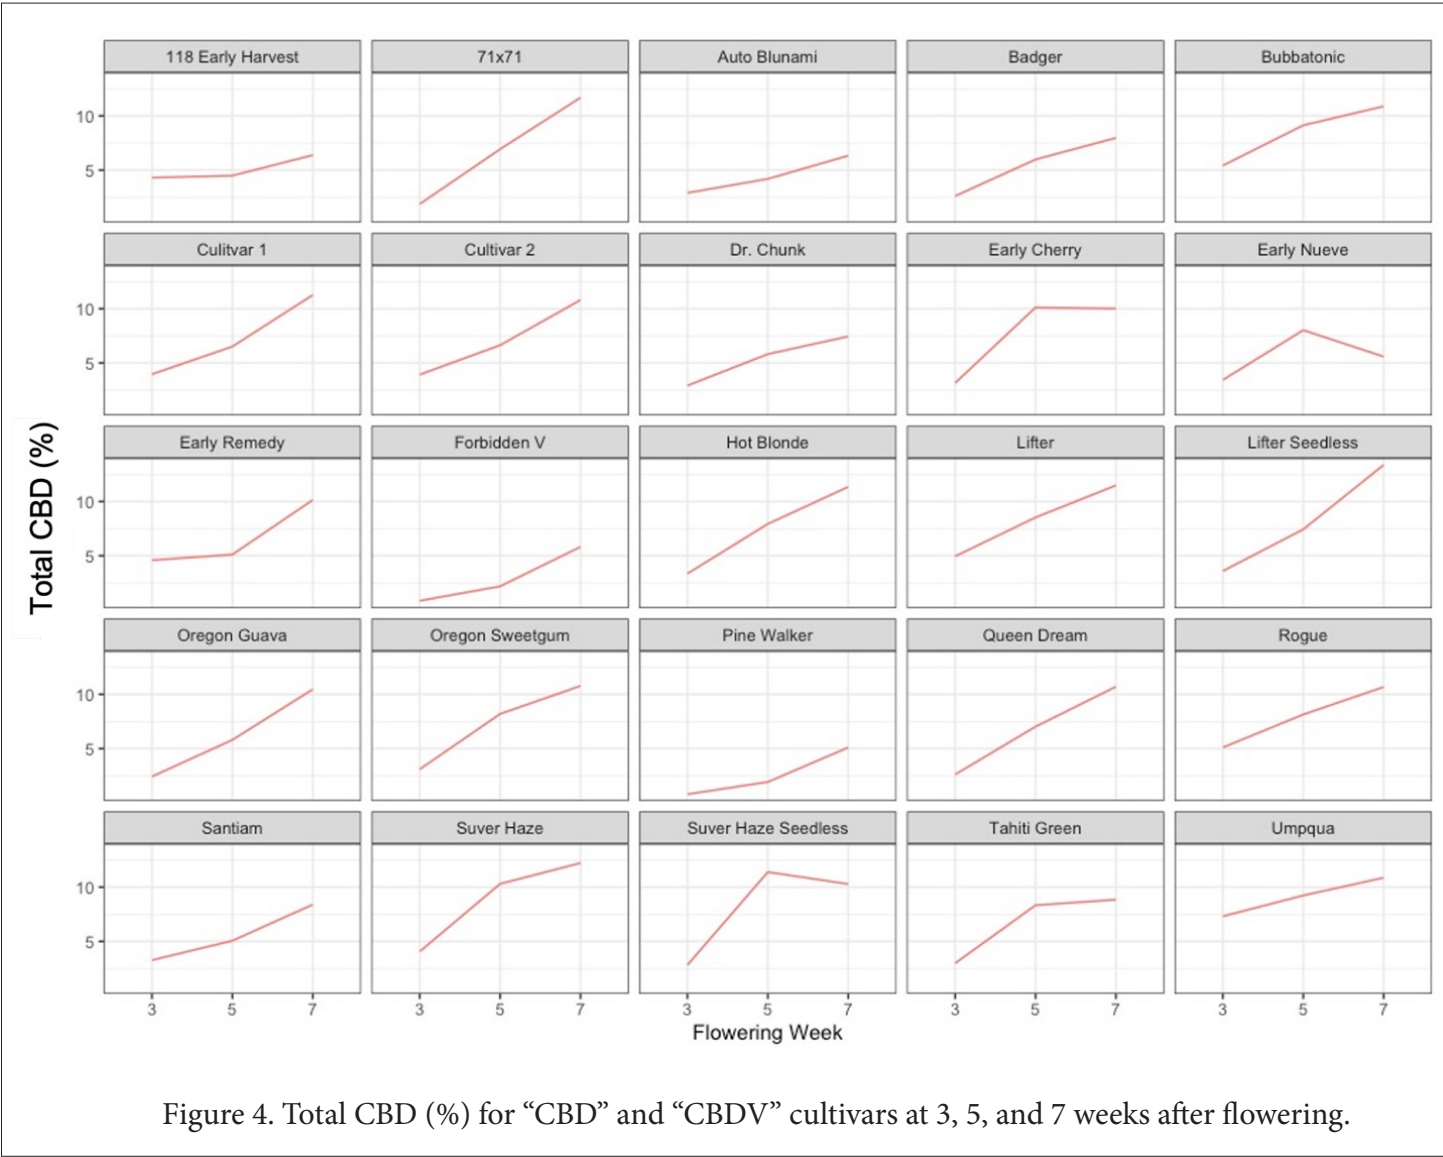 118 Early Harvest
71x71
Auto Blunami
Badger
Bubbatonic
10
5
Culitvar 1
Cultivar 2
Dr. Chunk
Early Cherry
Early Nueve
10
5
Early Remedy
Forbidden V
Hot Blonde
Lifter
Lifter Seedless
10
5
Oregon Guava
Oregon Sweetgum
Pine Walker
Queen Dream
Rogue
10
5
Santiam
Suver Haze
Suver Haze Seedless
Tahiti Green
Umpqua
10
5
3 5 7 3 5 7 3 5 7 3 5 7 3 5 7
Total CBD (%)
Flowering Week
Figure 4. Total CBD (%) for “CBD” and “CBDV” cultivars at 3, 5, and 7 weeks after flowering.